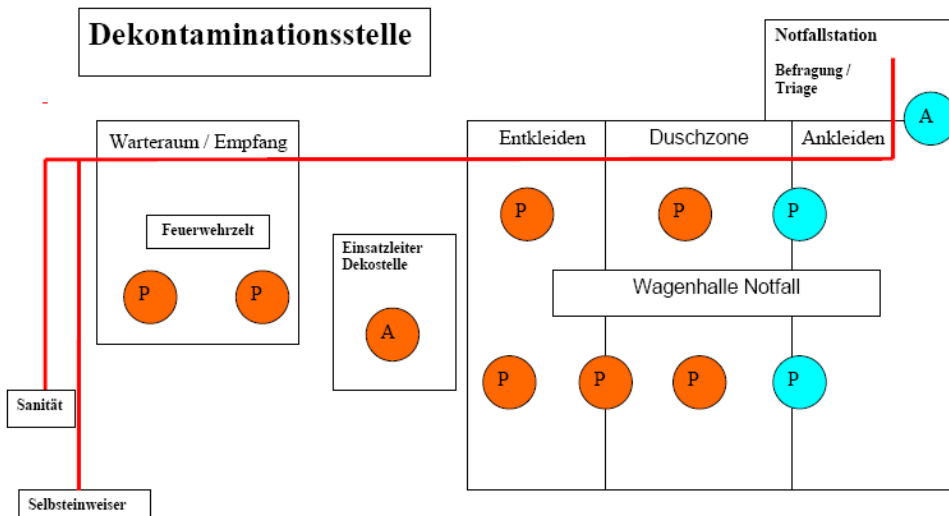 Dekontaminationsstelle
Notfallstation
Befragung /
Triage
A
Warteraum / Empfang
Entkleiden
Duschzone
Ankleiden
P
P
P
Feuerwehrzelt
Einsatzleiter
Dekostelle
P
P
Wagenhalle Notfall
A
P
P
P
P
Sanität
Selbsteinweiser